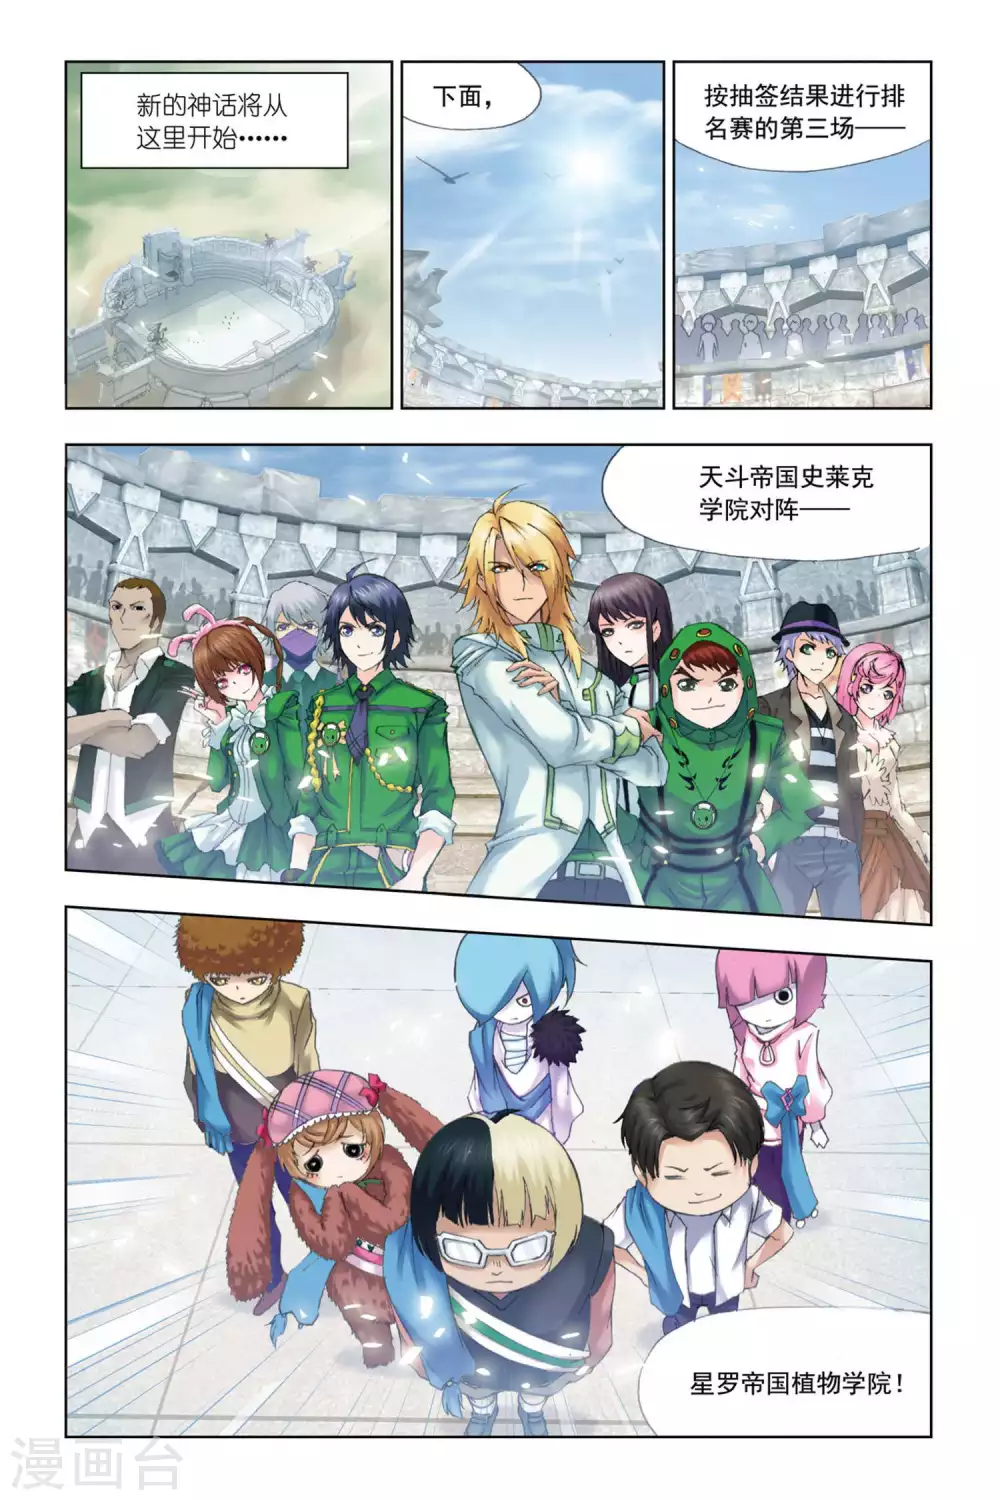 新的神话将从
这里开始······
下面，
按抽签结果进行排
名赛的第三场——
天斗帝国史莱克
学院对阵——
星罗帝国植物学院！
漫画台